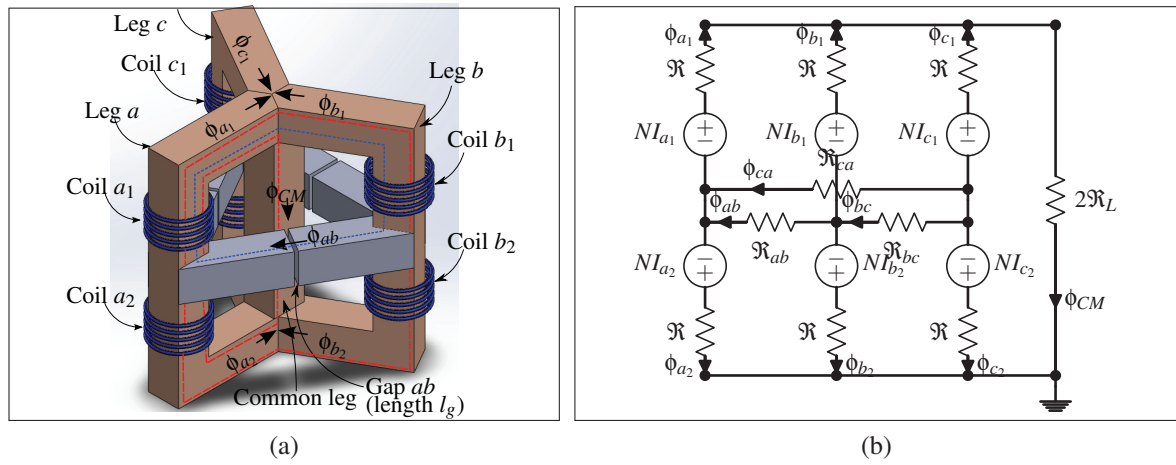 Leg c
ϕc1
Coil c1
Leg b
Leg a
ϕa1
ϕb1
Coil b1
Coil a1
ϕCM
ϕab
Coil b2
Coil a2
ϕa2
ϕb2
Gap ab
(length lg)
Common leg
(a)
ϕa1
ϕb1
ϕc1
ℜ
ℜ
ℜ
NIa1
NIb1
NIc1
ℜca
ϕca
2ℜL
ϕab
ϕbc
ℜab
ℜbc
NIa2
NIb2
NIc2
ϕCM
ℜ
ℜ
ℜ
ϕa2
ϕb2
ϕc2
(b)